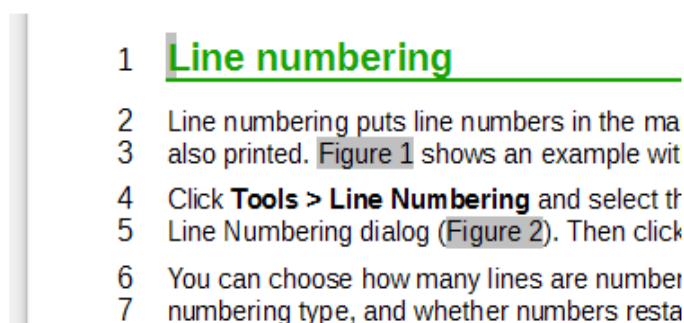 1 Line numbering
2 Line numbering puts line numbers in the ma
3 also printed. Figure 1 shows an example wit
4 Click Tools > Line Numbering and select th
5 Line Numbering dialog (Figure 2). Then click
6 You can choose how many lines are number
7 numbering type, and whether numbers resta